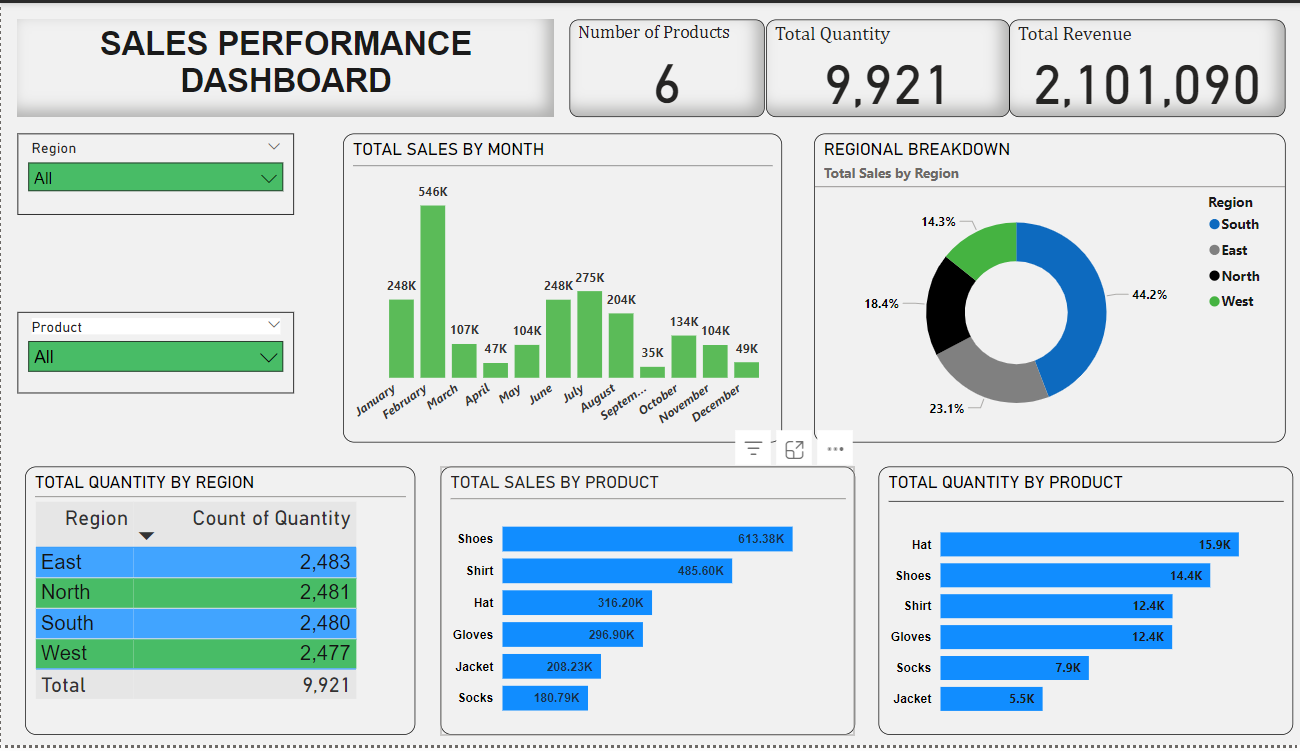 SALES PERFORMANCE
DASHBOARD
Number of Products
6
Total Quantity
9,921
Total Revenue
2,101,090
Region
All
Product
All
TOTAL SALES BY MONTH
546K
248K
107K
47K
104K
248K
275K
204K
35K
134K
104K
49K
January
February
March
April
May
June
July
August
Septem...
October
November
December
REGIONAL BREAKDOWN
Total Sales by Region
Region
South
East
North
West
14.3%
44.2%
18.4%
23.1%
TOTAL QUANTITY BY REGION
Region Count of Quantity
East 2,483
North 2,481
South 2,480
West 2,477
Total 9,921
TOTAL SALES BY PRODUCT
Shoes 613.38K
Shirt 485.60K
Hat 316.20K
Gloves 296.90K
Jacket 208.23K
Socks 180.79K
TOTAL QUANTITY BY PRODUCT
Hat 15.9K
Shoes 14.4K
Shirt 12.4K
Gloves 12.4K
Socks 7.9K
Jacket 5.5K